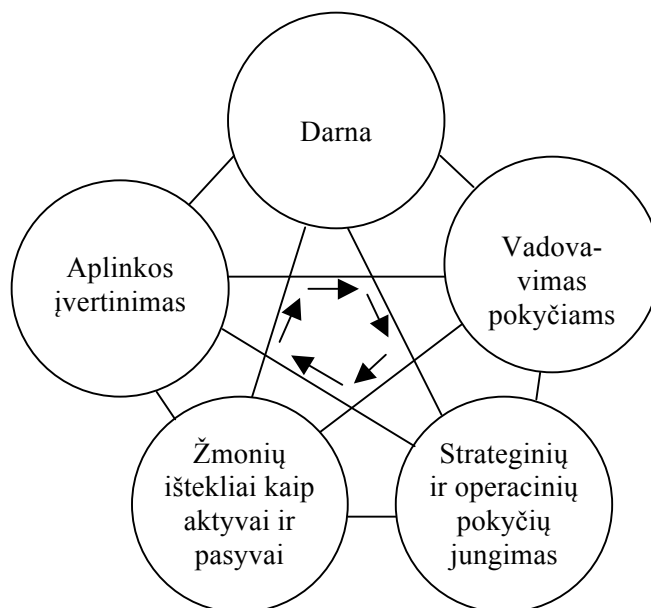 Darna
Aplinkos
įvertinimas
Vadova-
vimas
pokyčiams
Žmonių
ištekliai kaip
aktyvai ir
pasyvai
Strateginių
ir operacinių
pokyčių
jungimas